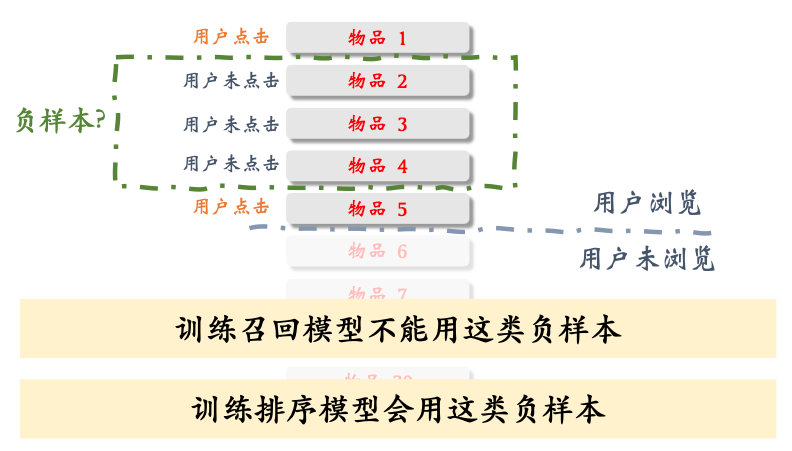 用户点击 物品 1
用户未点击 物品 2
负样本? 用户未点击 物品 3
用户未点击 物品 4
用户点击 物品 5
用户浏览
物品 6
用户未浏览
物品 7
训练召回模型不能用这类负样本
训练排序模型会用这类负样本